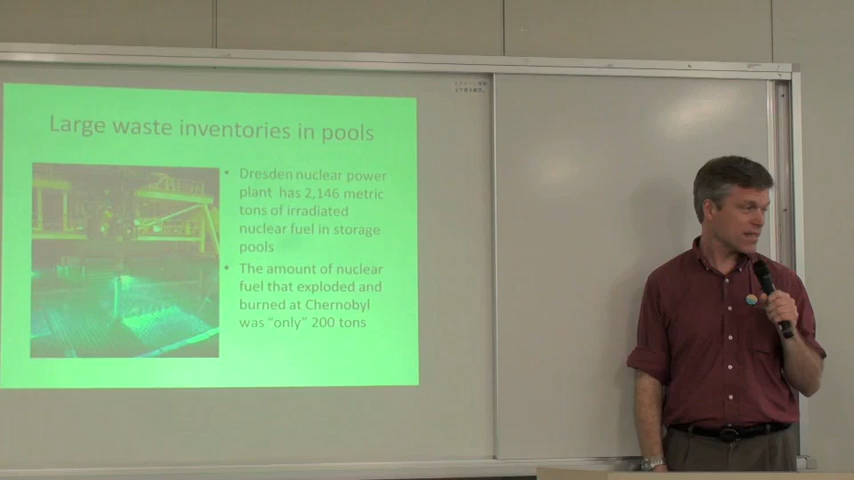 Large waste inventories in pools
• Dresden nuclear power
plant has 2,146 metric
tons of irradiated
nuclear fuel in storage
pools
• The amount of nuclear
fuel that exploded and
burned at Chernobyl
was "only" 200 tons